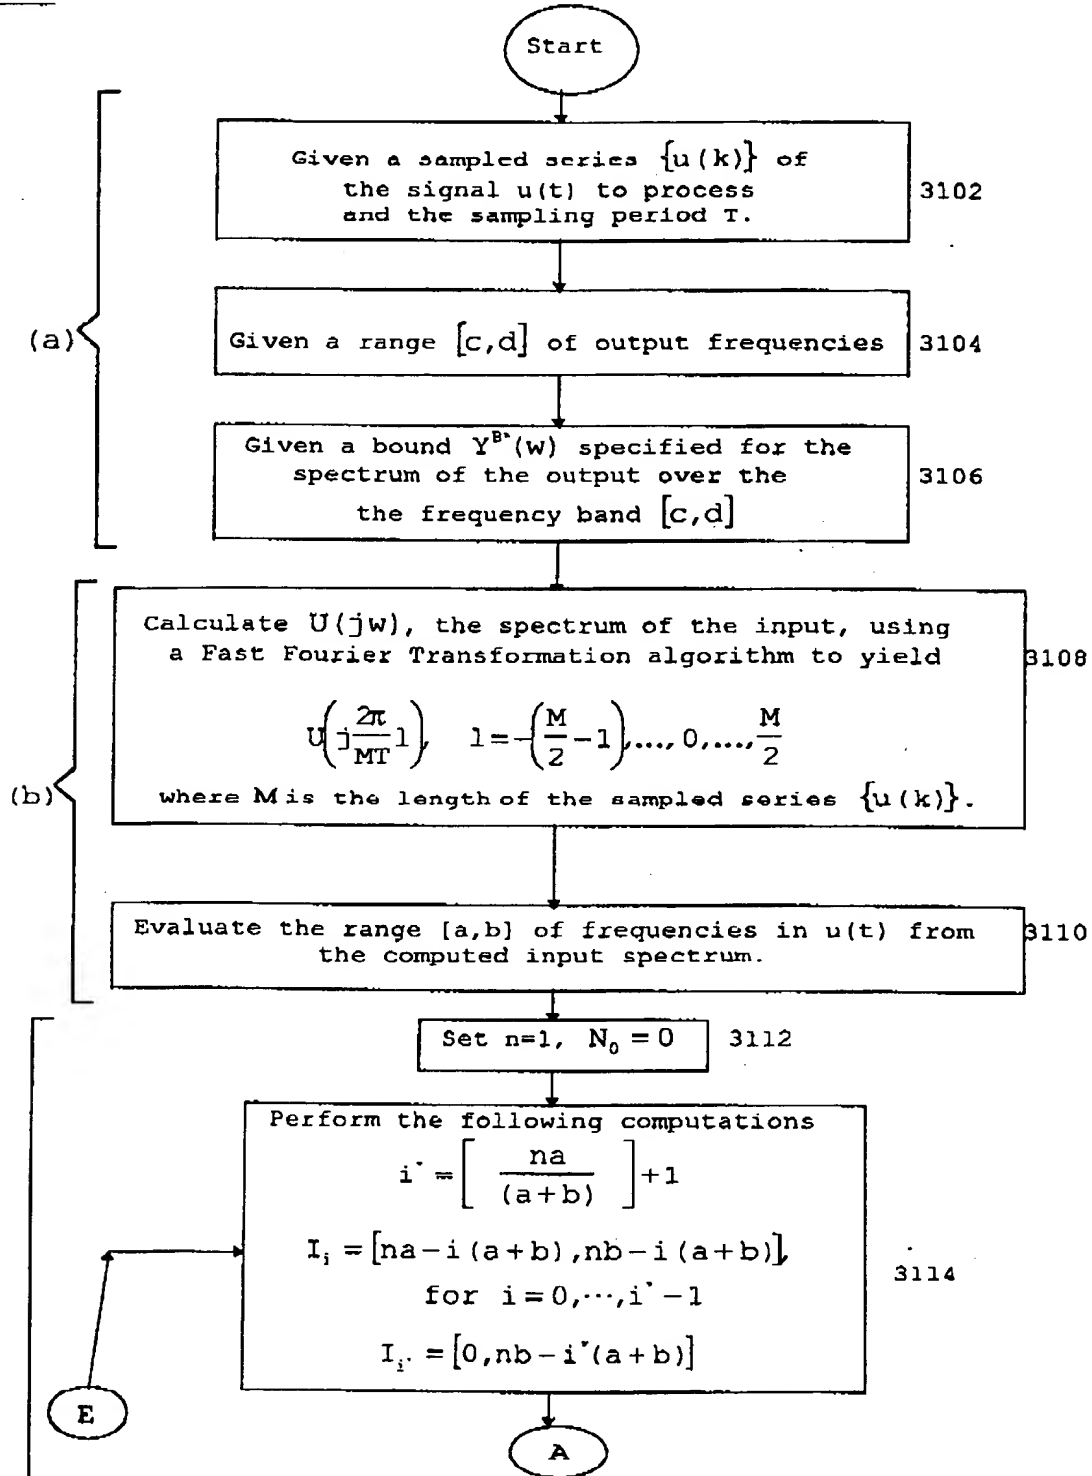 Start
Given a sampled series {u(k)} of
the signal u(t) to process
and the sampling period T.
3102
(a)
Given a range [c,d] of output frequencies
3104
Given a bound Y^{B*}(w) specified for the
spectrum of the output over the
the frequency band [c,d]
3106
Calculate U(jw), the spectrum of the input, using
a Fast Fourier Transformation algorithm to yield
3108
U(j 2π/MT l), l=-(M/2-1),..., 0,..., M/2
where M is the length of the sampled series {u(k)}.
(b)
Evaluate the range [a,b] of frequencies in u(t) from
the computed input spectrum.
3110
Set n=1, N₀ = 0
3112
Perform the following computations
i* = [ na/(a+b) ] +1
I_i = [na-i(a+b),nb-i(a+b)],
for i=0,⋯,i*-1
3114
I_{i*} = [0,nb-i*(a+b)]
E
A